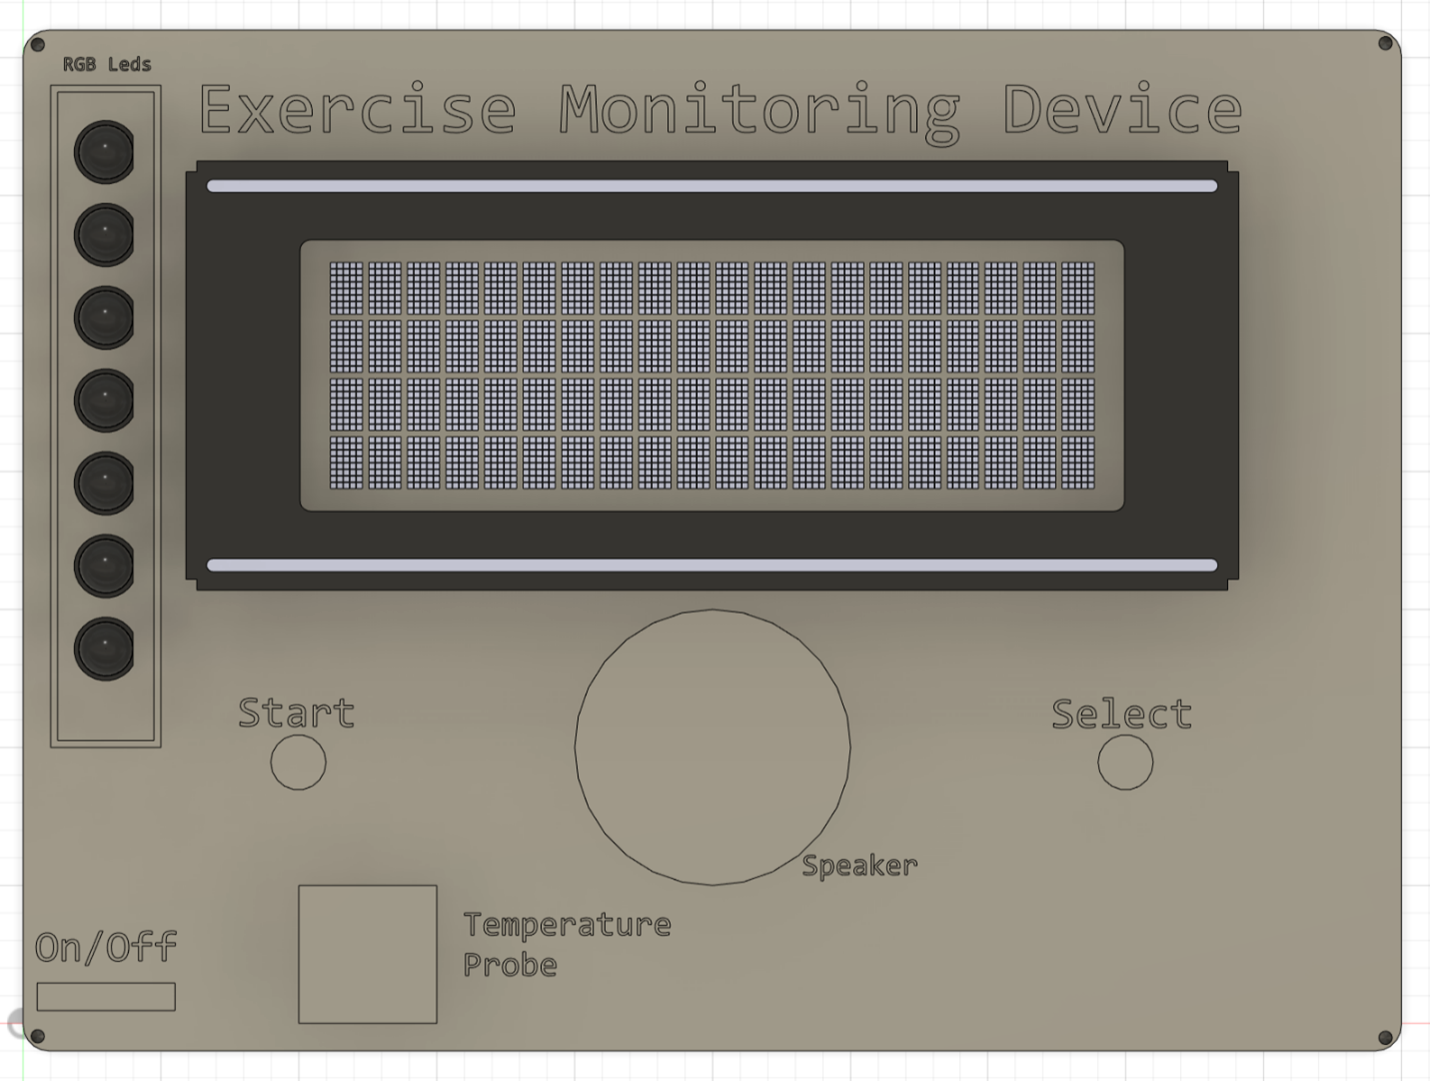 RGB Leds
Exercise Monitoring Device
Start
Select
Speaker
Temperature
Probe
On/Off